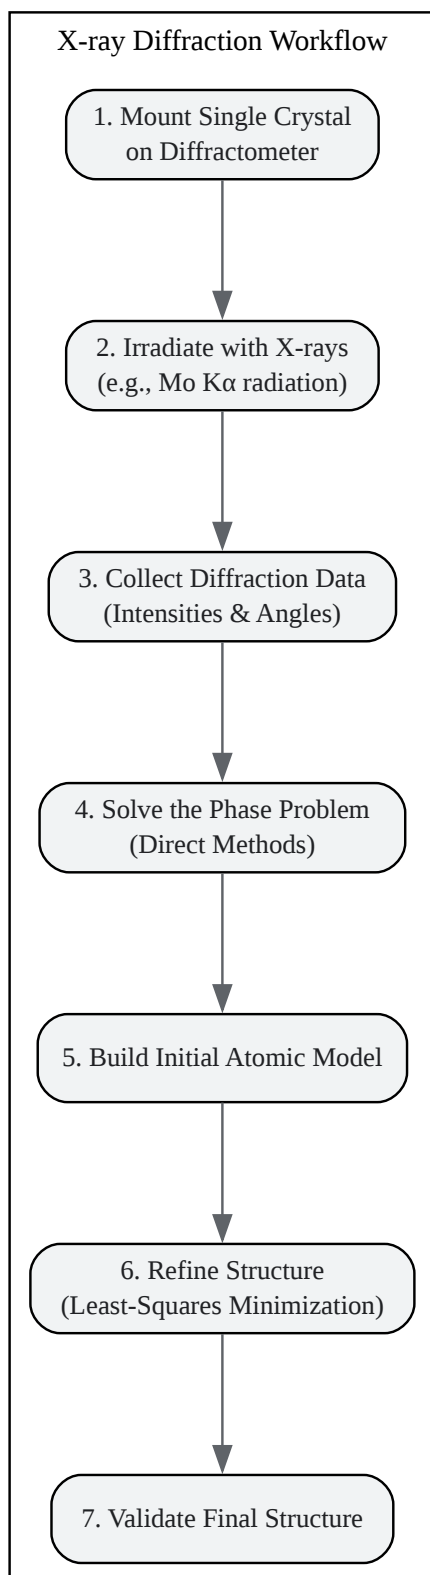 X-ray Diffraction Workflow
1. Mount Single Crystal
on Diffractometer
2. Irradiate with X-rays
(e.g., Mo Kα radiation)
3. Collect Diffraction Data
(Intensities & Angles)
4. Solve the Phase Problem
(Direct Methods)
5. Build Initial Atomic Model
6. Refine Structure
(Least-Squares Minimization)
7. Validate Final Structure